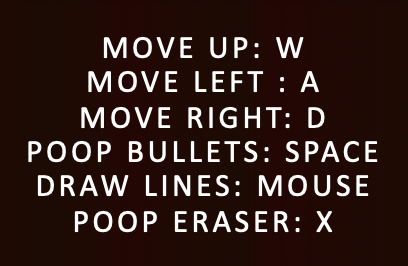 MOVE UP: W
MOVE LEFT : A
MOVE RIGHT: D
POOP BULLETS: SPACE
DRAW LINES: MOUSE
POOP ERASER: X